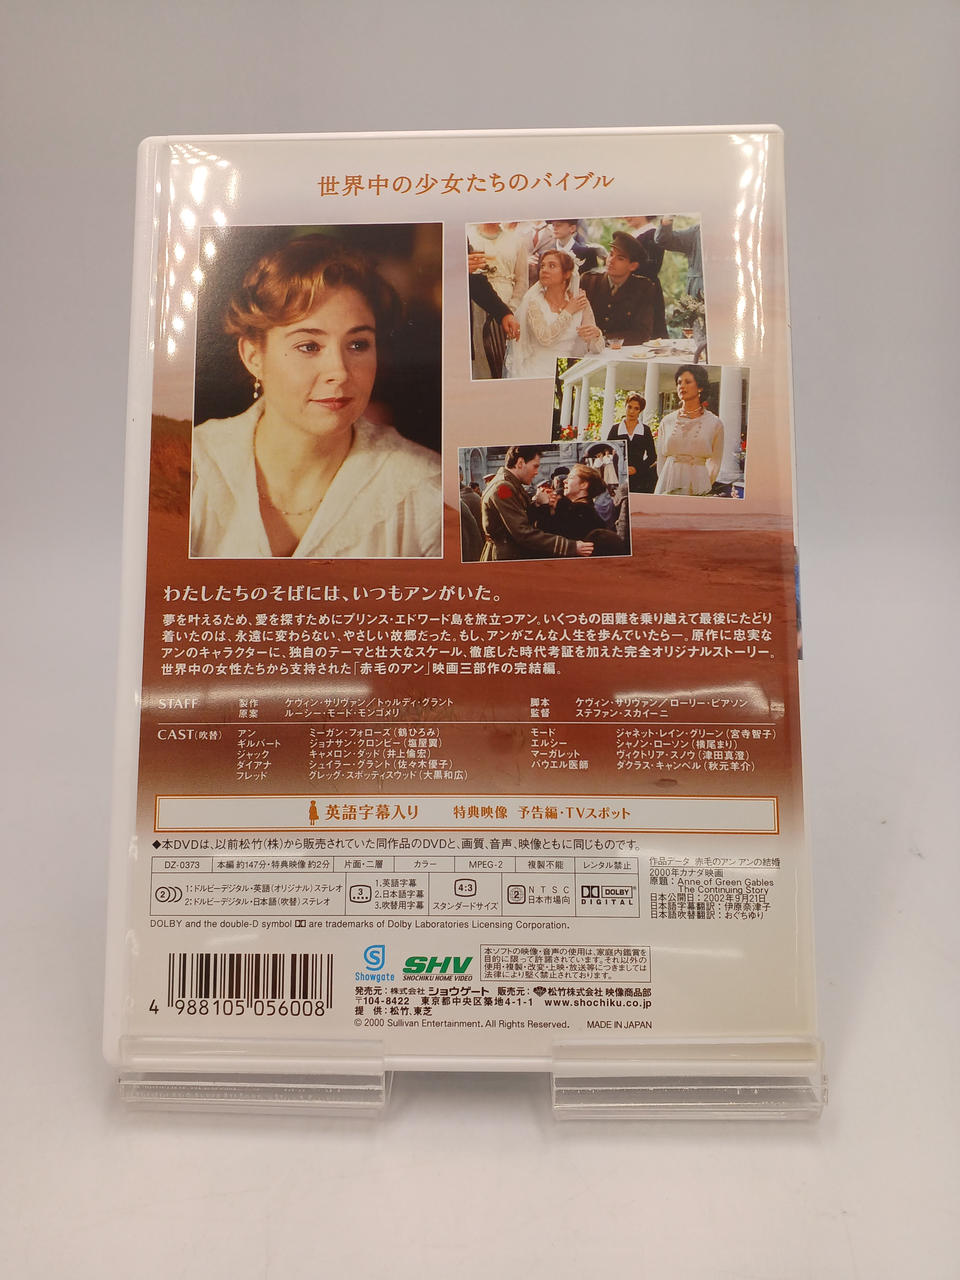 世界中の少女たちのバイブル
わたしたちのそばには、いつもアンがいた。
夢を叶えるため、愛を探すためにプリンス・エドワード島を旅立つアン。いくつもの困難を乗り越えて最後にたどり
着いたのは、永遠に変わらない、やさしい故郷だった。もし、アンがこんな人生を歩んでいたら―。原作に忠実な
アンのキャラクターに、独自のテーマと壮大なスケール、徹底した時代考証を加えた完全オリジナルストーリー。
世界中の女性たちから支持された「赤毛のアン」映画三部作の完結編。
STAFF 製作 ケヴィン・サリヴァン／トゥルディ・グラント 脚本 ケヴィン・サリヴァン／ローリー・ピアソン
原案 ルーシー・モード・モンゴメリ 監督 ステファン・スカイーニ
CAST(吹替) アン ミーガン・フォローズ(鶴ひろみ) モード ジャネット・レイン・グリーン(宮寺智子)
ギルバート ジョナサン・クロンビー(塩屋翼) エルシー シャノン・ローソン(横尾まり)
ジャック キャメロン・ダッド(井上倫宏) マーガレット ヴィクトリア・スノウ(津田真澄)
ダイアナ シュイラー・グラント(佐々木優子) パウエル医師 ダグラス・キャンベル(秋元羊介)
フレッド グレッグ・スポッティスウッド(大黒和広)
英語字幕入り 特典映像 予告編・TVスポット
◆本DVDは、以前松竹(株)から販売されていた同作品のDVDと、画質、音声、映像ともに同じものです。
DZ-0373 本編 約147分・特典映像 約2分 片面・二層 カラー MPEG-2 複製不能 レンタル禁止
2 1:ドルビーデジタル・英語(オリジナル)ステレオ
2:ドルビーデジタル・日本語(吹替)ステレオ
3 1.英語字幕
2.日本語字幕
3.吹替用字幕
4:3
スタンダードサイズ
2 NTSC
日本市場向
DOLBY
DIGITAL
作品データ 赤毛のアン アンの結婚
2000年カナダ映画
原題：Anne of Green Gables
The Continuing Story
日本公開日：2002年9月21日
日本語字幕翻訳：伊原奈津子
日本語吹替翻訳：おぐちゆり
DOLBY and the double-D symbol are trademarks of Dolby Laboratories Licensing Corporation.
4 988105 056008
Showgate
SHV
SHOCHIKU HOME VIDEO
本ソフトの映像・音声の使用は、家庭内鑑賞を
目的に限って許諾されています。それ以外の
使用・複製・改変・上映・放送等につきましては
法律により堅く禁止されております。
発売元：株式会社 ショウゲート 販売元：松竹株式会社 映像商品部
〒104-8422 東京都中央区築地4-1-1 www.shochiku.co.jp
提 供：松竹、東芝
© 2000 Sullivan Entertainment. All Rights Reserved. MADE IN JAPAN